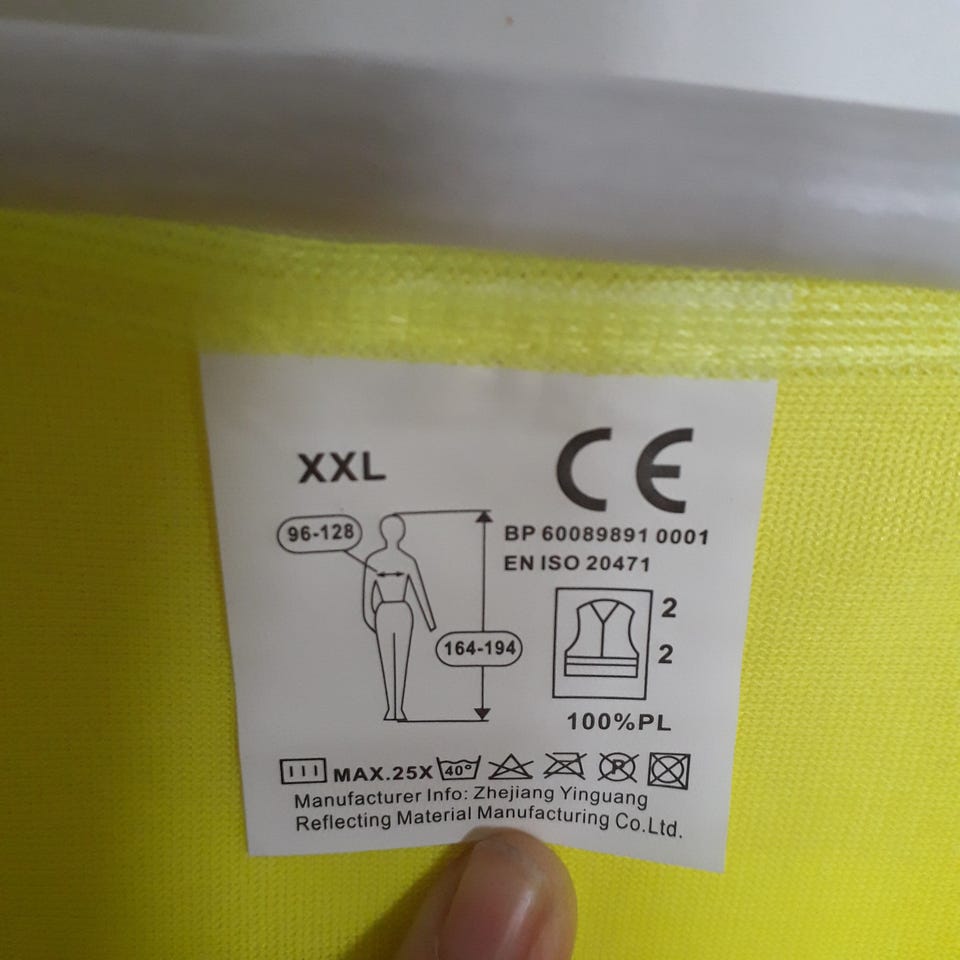 XXL
CE
96-128
BP 60089891 0001
EN ISO 20471
2
2
164-194
100%PL
MAX.25X 40° P
Manufacturer Info: Zhejiang Yinguang
Reflecting Material Manufacturing Co.Ltd.